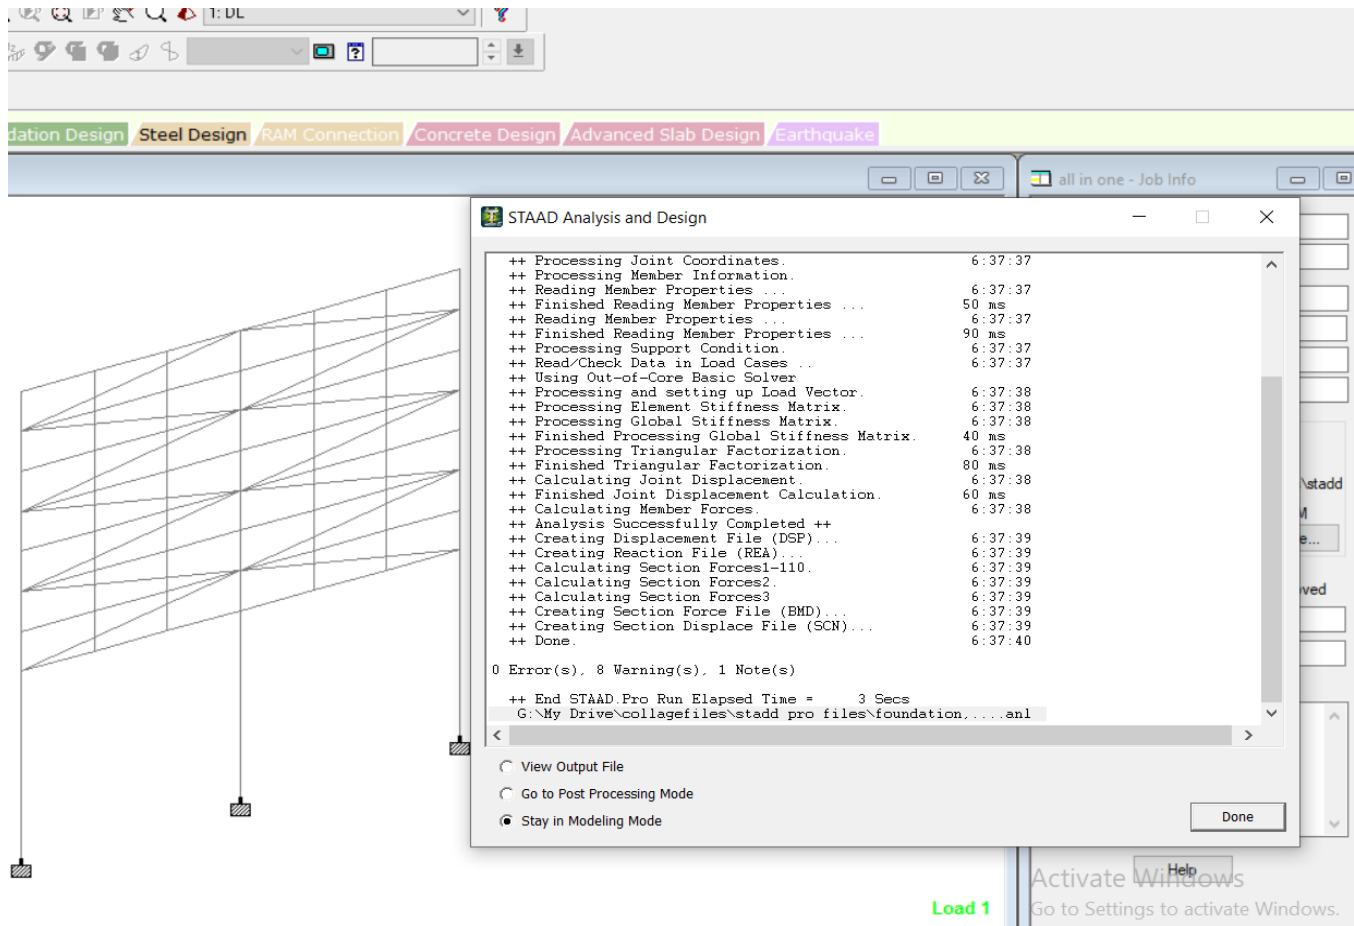 1: DL
dation Design
Steel Design
RAM Connection
Concrete Design
Advanced Slab Design
Earthquake
all in one - Job Info
STAAD Analysis and Design
++ Processing Joint Coordinates. 6:37:37
++ Processing Member Information.
++ Reading Member Properties ... 6:37:37
++ Finished Reading Member Properties ... 50 ms
++ Reading Member Properties ... 6:37:37
++ Finished Reading Member Properties ... 90 ms
++ Processing Support Condition. 6:37:37
++ Read/Check Data in Load Cases .. 6:37:37
++ Using Out-of-Core Basic Solver
++ Processing and setting up Load Vector. 6:37:38
++ Processing Element Stiffness Matrix. 6:37:38
++ Processing Global Stiffness Matrix. 6:37:38
++ Finished Processing Global Stiffness Matrix. 40 ms
++ Processing Triangular Factorization. 6:37:38
++ Finished Triangular Factorization. 80 ms
++ Calculating Joint Displacement. 6:37:38
++ Finished Joint Displacement Calculation. 60 ms
++ Calculating Member Forces. 6:37:38
++ Analysis Successfully Completed ++
++ Creating Displacement File (DSP)... 6:37:39
++ Creating Reaction File (REA)... 6:37:39
++ Calculating Section Forces1-110. 6:37:39
++ Calculating Section Forces2. 6:37:39
++ Calculating Section Forces3 6:37:39
++ Creating Section Force File (BMD)... 6:37:39
++ Creating Section Displace File (SCN)... 6:37:39
++ Done. 6:37:40
0 Error(s), 8 Warning(s), 1 Note(s)
++ End STAAD.Pro Run Elapsed Time = 3 Secs
G:\My Drive\collagefiles\stadd pro files\foundation,....anl
View Output File
Go to Post Processing Mode
Stay in Modeling Mode
Done
\stadd
e...
ved
Help
Load 1
Activate Windows
Go to Settings to activate Windows.